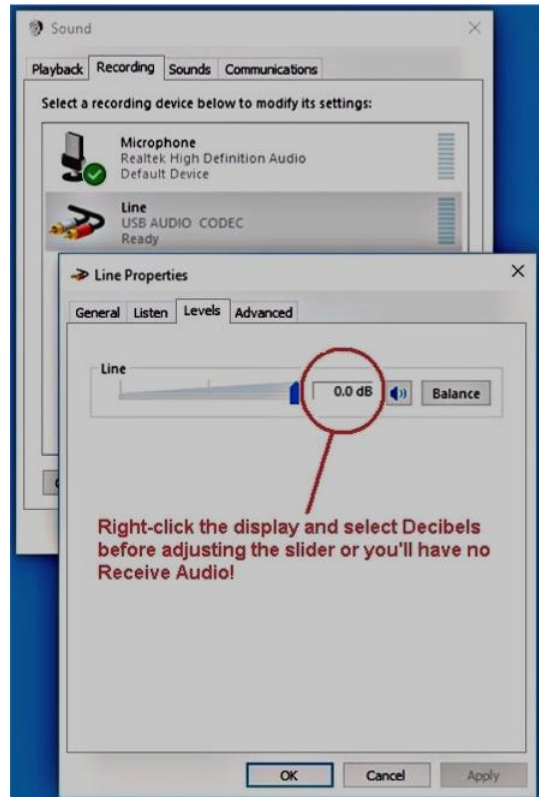 Sound
Playback Recording Sounds Communications
Select a recording device below to modify its settings:
Microphone
Realtek High Definition Audio
Default Device
Line
USB AUDIO CODEC
Ready
Line Properties
General Listen Levels Advanced
Line
0.0 dB Balance
Right-click the display and select Decibels
before adjusting the slider or you'll have no
Receive Audio!
OK Cancel Apply